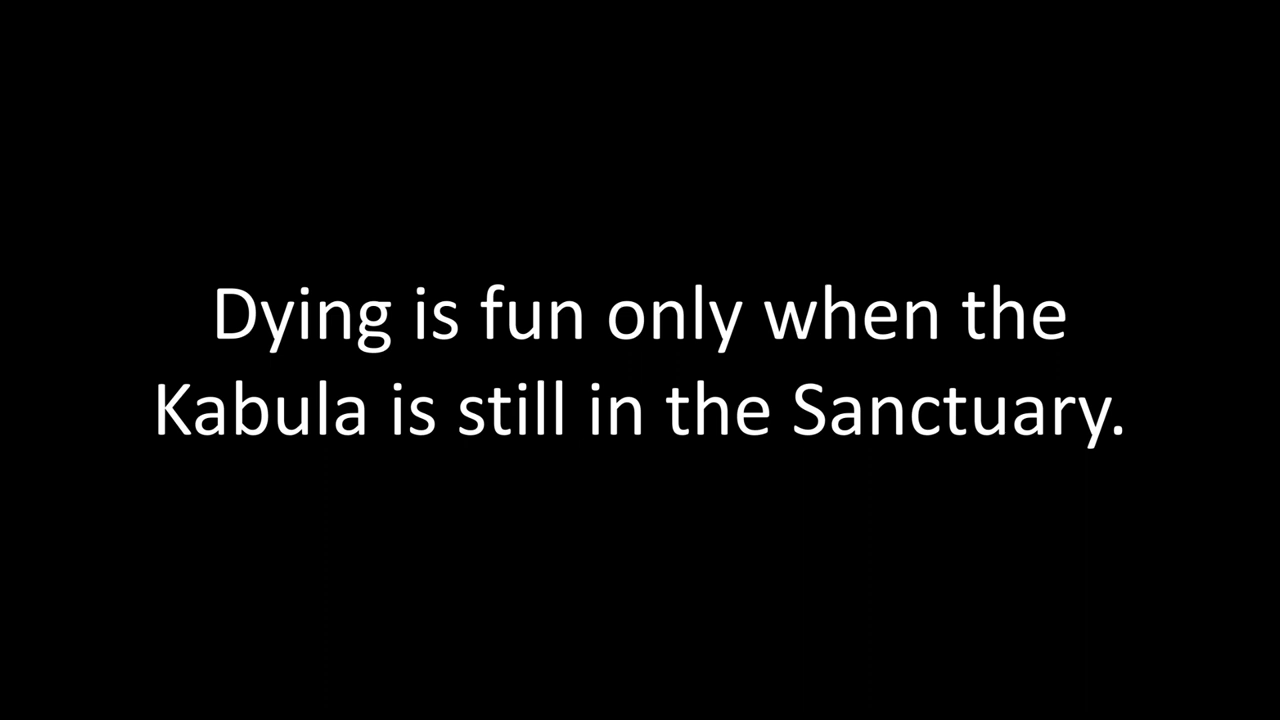 Dying is fun only when the
Kabula is still in the Sanctuary.